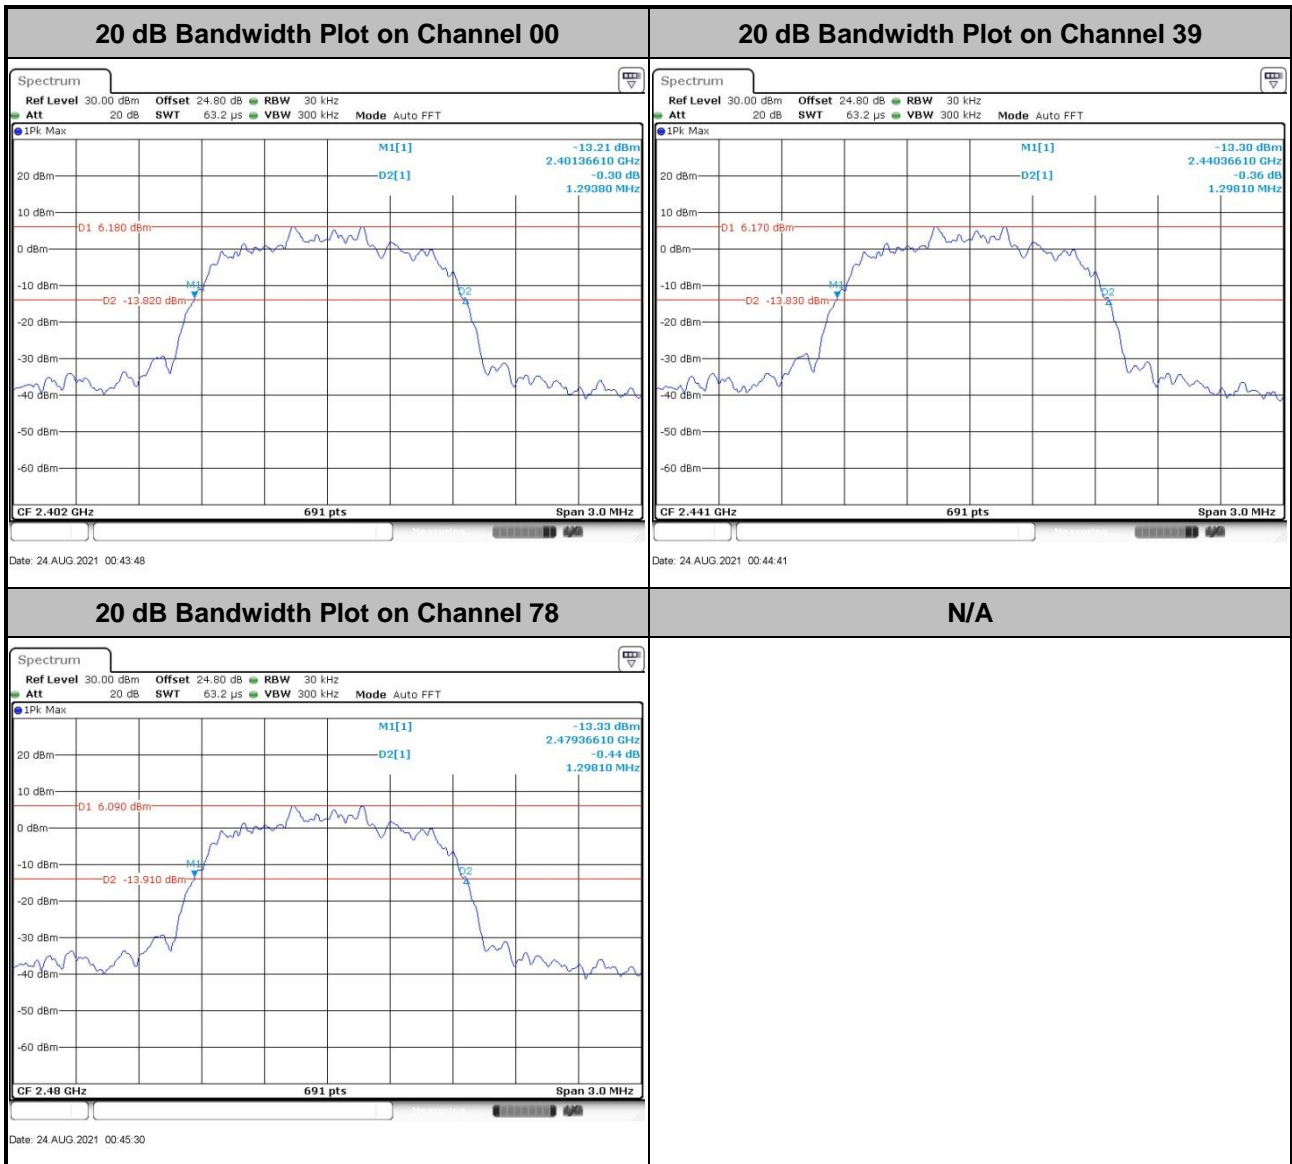 20 dB Bandwidth Plot on Channel 00
20 dB Bandwidth Plot on Channel 39
Spectrum
Ref Level 30.00 dBm Offset 24.80 dB RBW 30 kHz
Att 20 dB SWT 63.2 µs VBW 300 kHz Mode Auto FFT
1Pk Max
M1[1] -13.21 dBm
2.40136610 GHz
20 dBm
D2[1] -0.30 dB
1.29380 MHz
10 dBm
D1 6.180 dBm
0 dBm
-10 dBm
M1
D2
D2 -13.820 dBm
-20 dBm
-30 dBm
-40 dBm
-50 dBm
-60 dBm
CF 2.402 GHz 691 pts Span 3.0 MHz
Date: 24.AUG.2021 00:43:48
Spectrum
Ref Level 30.00 dBm Offset 24.80 dB RBW 30 kHz
Att 20 dB SWT 63.2 µs VBW 300 kHz Mode Auto FFT
1Pk Max
M1[1] -13.30 dBm
2.44036610 GHz
20 dBm
D2[1] -0.36 dB
1.29810 MHz
10 dBm
D1 6.170 dBm
0 dBm
-10 dBm
M1
D2
D2 -13.830 dBm
-20 dBm
-30 dBm
-40 dBm
-50 dBm
-60 dBm
CF 2.441 GHz 691 pts Span 3.0 MHz
Date: 24.AUG.2021 00:44:41
20 dB Bandwidth Plot on Channel 78
N/A
Spectrum
Ref Level 30.00 dBm Offset 24.80 dB RBW 30 kHz
Att 20 dB SWT 63.2 µs VBW 300 kHz Mode Auto FFT
1Pk Max
M1[1] -13.33 dBm
2.47936610 GHz
20 dBm
D2[1] -0.44 dB
1.29810 MHz
10 dBm
D1 6.090 dBm
0 dBm
-10 dBm
M1
D2
D2 -13.910 dBm
-20 dBm
-30 dBm
-40 dBm
-50 dBm
-60 dBm
CF 2.48 GHz 691 pts Span 3.0 MHz
Date: 24.AUG.2021 00:45:30